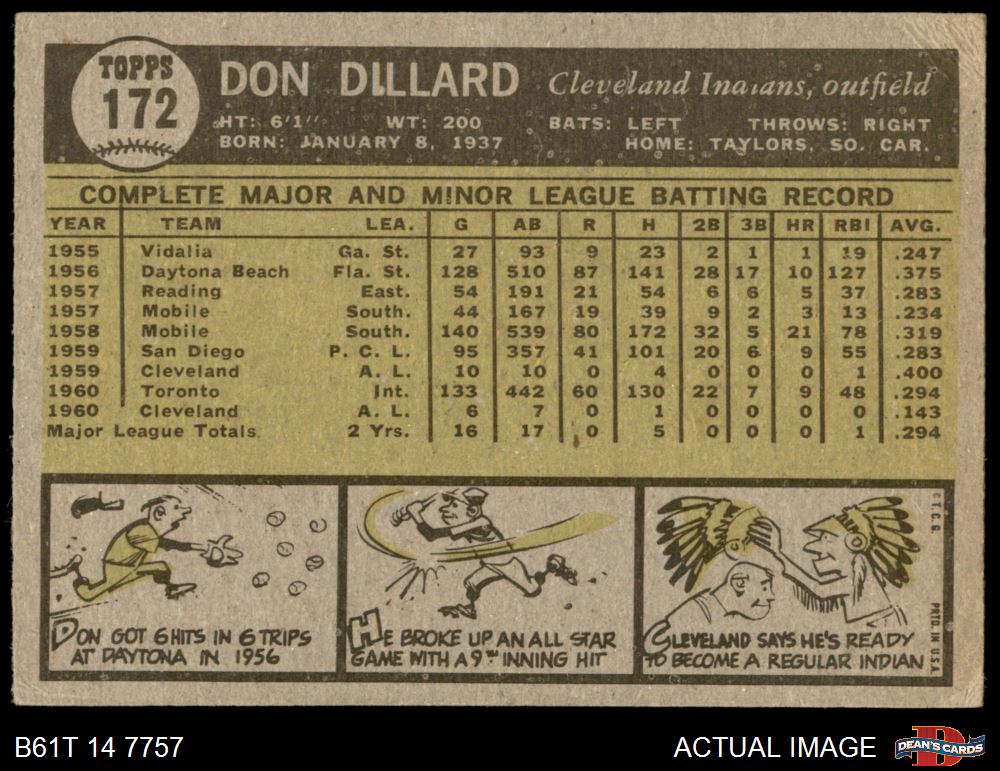 TOPPS
172
DON DILLARD Cleveland Indians, outfield
HT: 6'1" WT: 200 BATS: LEFT THROWS: RIGHT
BORN: JANUARY 8, 1937 HOME: TAYLORS, SO. CAR.
COMPLETE MAJOR AND MINOR LEAGUE BATTING RECORD
YEAR TEAM LEA. G AB R H 2B 3B HR RBI AVG.
1955 Vidalia Ga. St. 27 93 9 23 2 1 1 19 .247
1956 Daytona Beach Fla. St. 128 510 87 141 28 17 10 127 .375
1957 Reading East. 54 191 21 54 6 6 5 37 .283
1957 Mobile South. 44 167 19 39 9 2 3 13 .234
1958 Mobile South. 140 539 80 172 32 5 21 78 .319
1959 San Diego P. C. L. 95 357 41 101 20 6 9 55 .283
1959 Cleveland A. L. 10 10 0 4 0 0 0 1 .400
1960 Toronto Int. 133 442 60 130 22 7 9 48 .294
1960 Cleveland A. L. 6 7 0 1 0 0 0 0 .143
Major League Totals 2 Yrs. 16 17 0 5 0 0 0 1 .294
DON GOT 6 HITS IN 6 TRIPS
AT DAYTONA IN 1956
HE BROKE UP AN ALL STAR
GAME WITH A 9TH INNING HIT
CLEVELAND SAYS HE'S READY
TO BECOME A REGULAR INDIAN
©T.C.G.
PRTD. IN U.S.A.
B61T 14 7757
ACTUAL IMAGE
D
DEAN'S CARDS